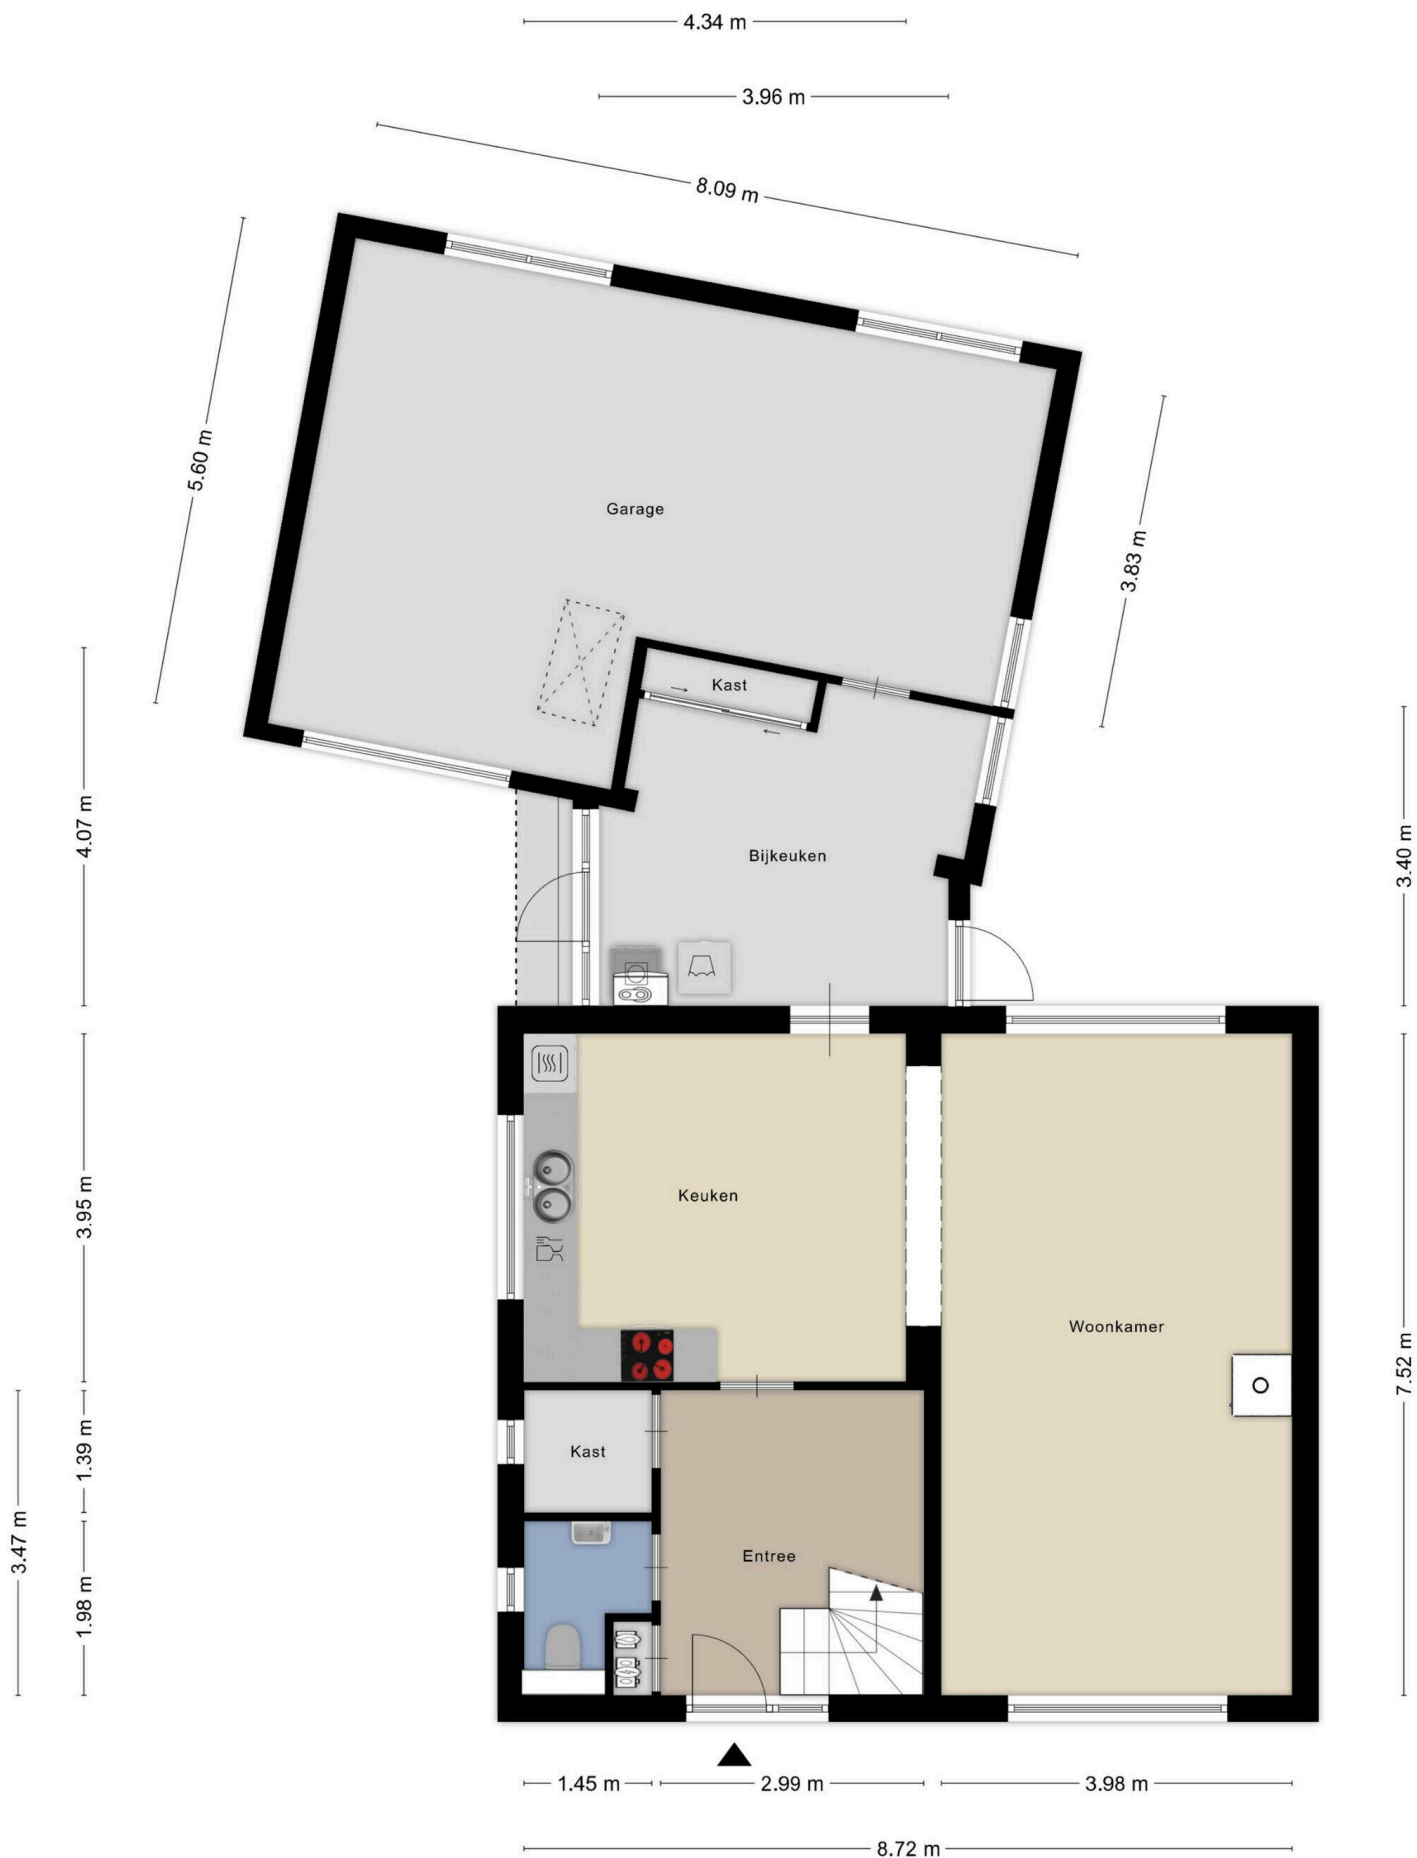 4.34 m
3.96 m
8.09 m
5.60 m
Garage
3.83 m
Kast
4.07 m
Bijkeuken
3.40 m
3.95 m
Keuken
Woonkamer
7.52 m
1.39 m
Kast
3.47 m
Entree
1.98 m
1.45 m
2.99 m
3.98 m
8.72 m